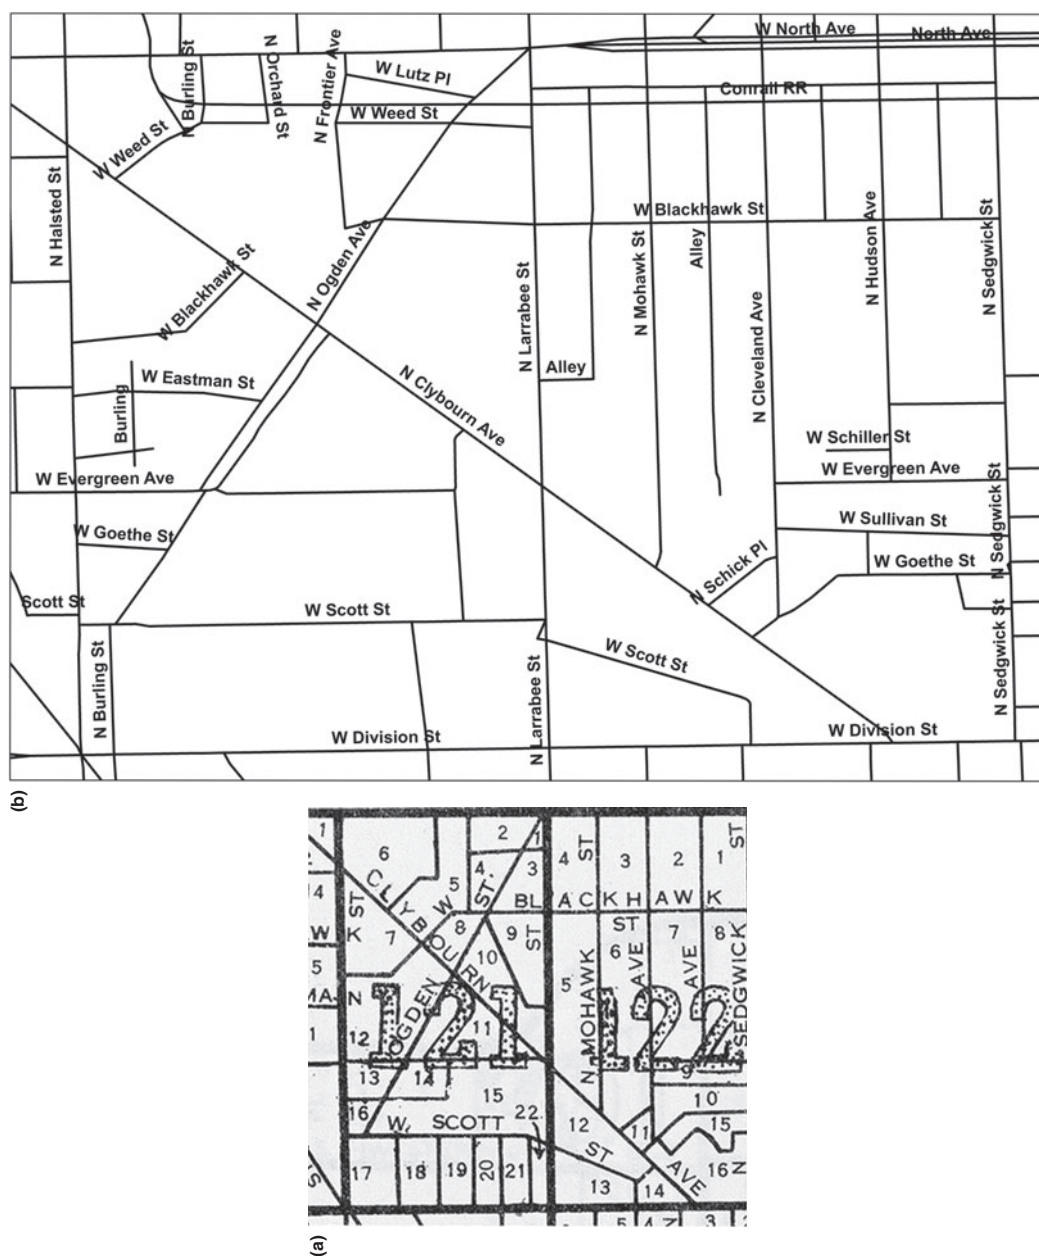 W North Ave
North Ave
N Burling St
N Orchard St
N Frontier Ave
W Lutz Pl
Conrail RR
W Weed St
W Weed St
N Halsted St
W Blackhawk St
N Hudson Ave
N Sedgwick St
N Ogden Ave
W Blackhawk St
N Larrabee St
N Mohawk St
Alley
N Cleveland Ave
Alley
W Eastman St
Burling
N Clybourn Ave
W Schiller St
W Evergreen Ave
W Evergreen Ave
W Goethe St
W Sullivan St
N Sedgwick St
W Goethe St
N Schick Pl
Scott St
W Scott St
W Scott St
N Burling St
N Larrabee St
N Sedgwick St
W Division St
W Division St
(b)
1
6
2
1
4
ST
3
2
1
ST
14
4
3
5
CLYBOURN
W
ST.
BL
A C
K H
A W
K
W
ST
K
7
8
9
ST
ST
6
7
8
5
10
5
AVE
AVE
MA
N
OGDEN
121
122
N MOHAWK
SEDGWICK
1
12
11
13
14
15
9
10
16
W.
SCOTT
22
12
11
15
ST
AVE
17
18
19
20
21
13
14
16
N
S
5
4
N
3
(a)